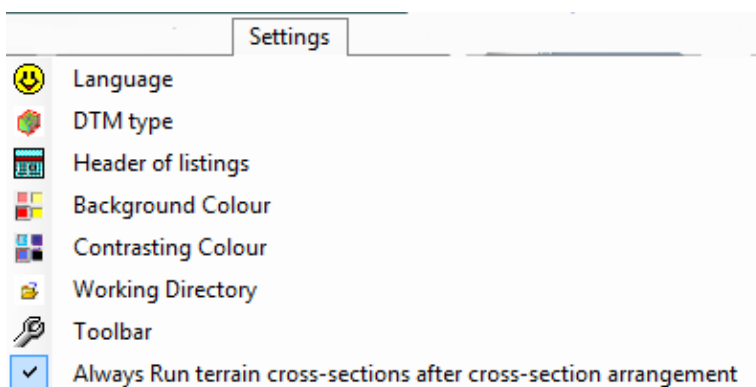 Settings
Language
DTM type
Header of listings
Background Colour
Contrasting Colour
Working Directory
Toolbar
Always Run terrain cross-sections after cross-section arrangement